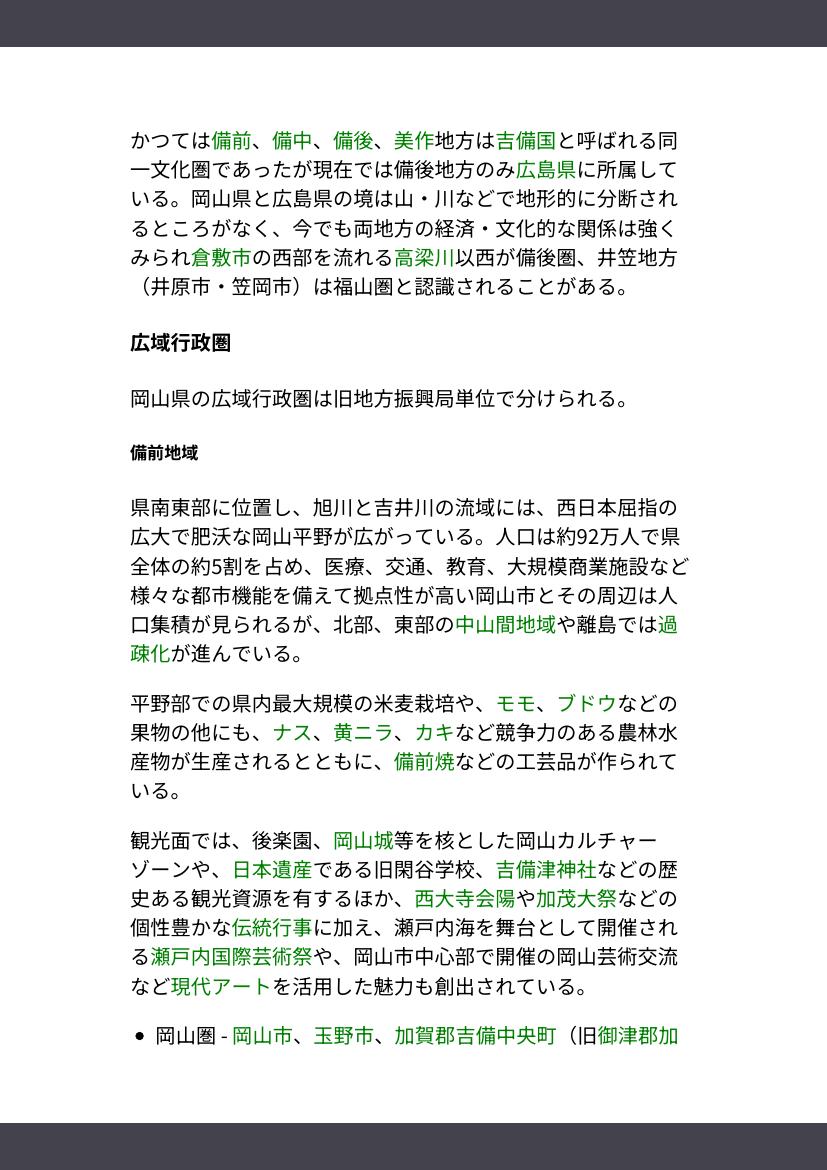 かつては備前、備中、備後、美作地方は吉備国と呼ばれる同
一文化圏であったが現在では備後地方のみ広島県に所属して
いる。岡山県と広島県の境は山・川などで地形的に分断され
るところがなく、今でも両地方の経済・文化的な関係は強く
みられ倉敷市の西部を流れる高梁川以西が備後圏、井笠地方
（井原市・笠岡市）は福山圏と認識されることがある。
広域行政圏
岡山県の広域行政圏は旧地方振興局単位で分けられる。
備前地域
県南東部に位置し、旭川と吉井川の流域には、西日本屈指の
広大で肥沃な岡山平野が広がっている。人口は約92万人で県
全体の約5割を占め、医療、交通、教育、大規模商業施設など
様々な都市機能を備えて拠点性が高い岡山市とその周辺は人
口集積が見られるが、北部、東部の中山間地域や離島では過
疎化が進んでいる。
平野部での県内最大規模の米麦栽培や、モモ、ブドウなどの
果物の他にも、ナス、黄ニラ、カキなど競争力のある農林水
産物が生産されるとともに、備前焼などの工芸品が作られて
いる。
観光面では、後楽園、岡山城等を核とした岡山カルチャー
ゾーンや、日本遺産である旧閑谷学校、吉備津神社などの歴
史ある観光資源を有するほか、西大寺会陽や加茂大祭などの
個性豊かな伝統行事に加え、瀬戸内海を舞台として開催され
る瀬戸内国際芸術祭や、岡山市中心部で開催の岡山芸術交流
など現代アートを活用した魅力も創出されている。
• 岡山圏 - 岡山市、玉野市、加賀郡吉備中央町（旧御津郡加